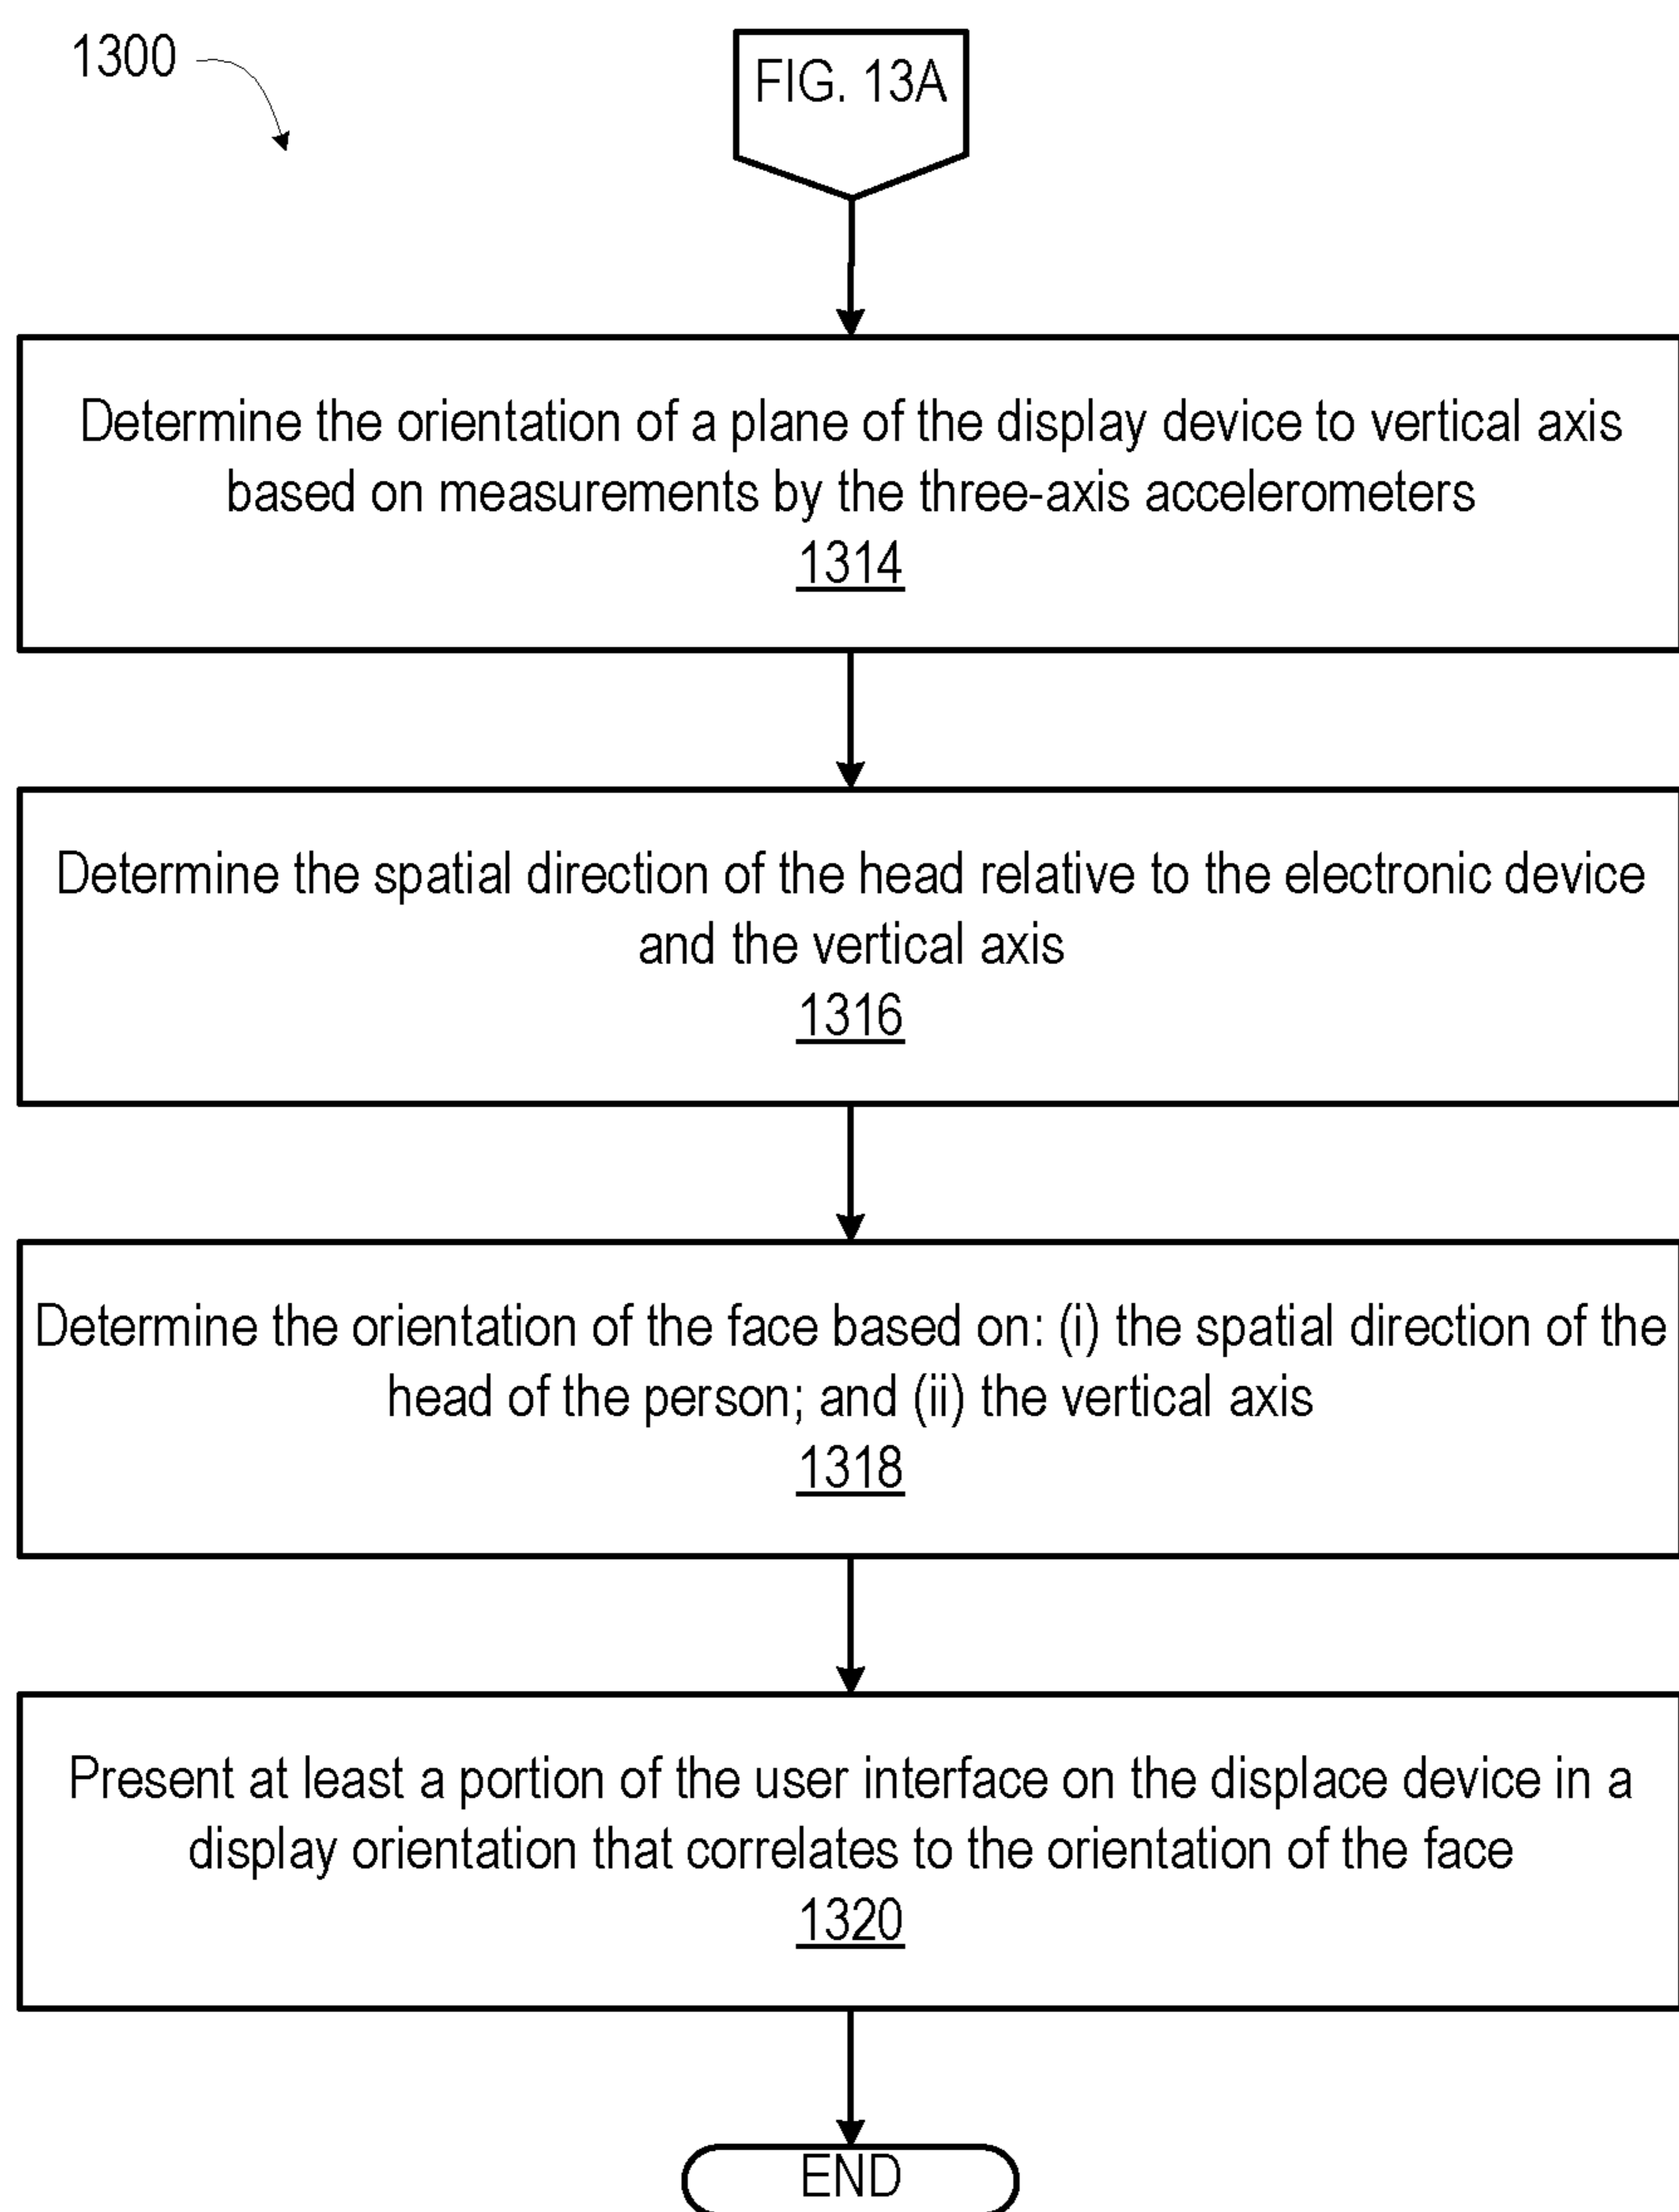 1300
FIG. 13A
Determine the orientation of a plane of the display device to vertical axis
based on measurements by the three-axis accelerometers
1314
Determine the spatial direction of the head relative to the electronic device
and the vertical axis
1316
Determine the orientation of the face based on: (i) the spatial direction of the
head of the person; and (ii) the vertical axis
1318
Present at least a portion of the user interface on the displace device in a
display orientation that correlates to the orientation of the face
1320
END